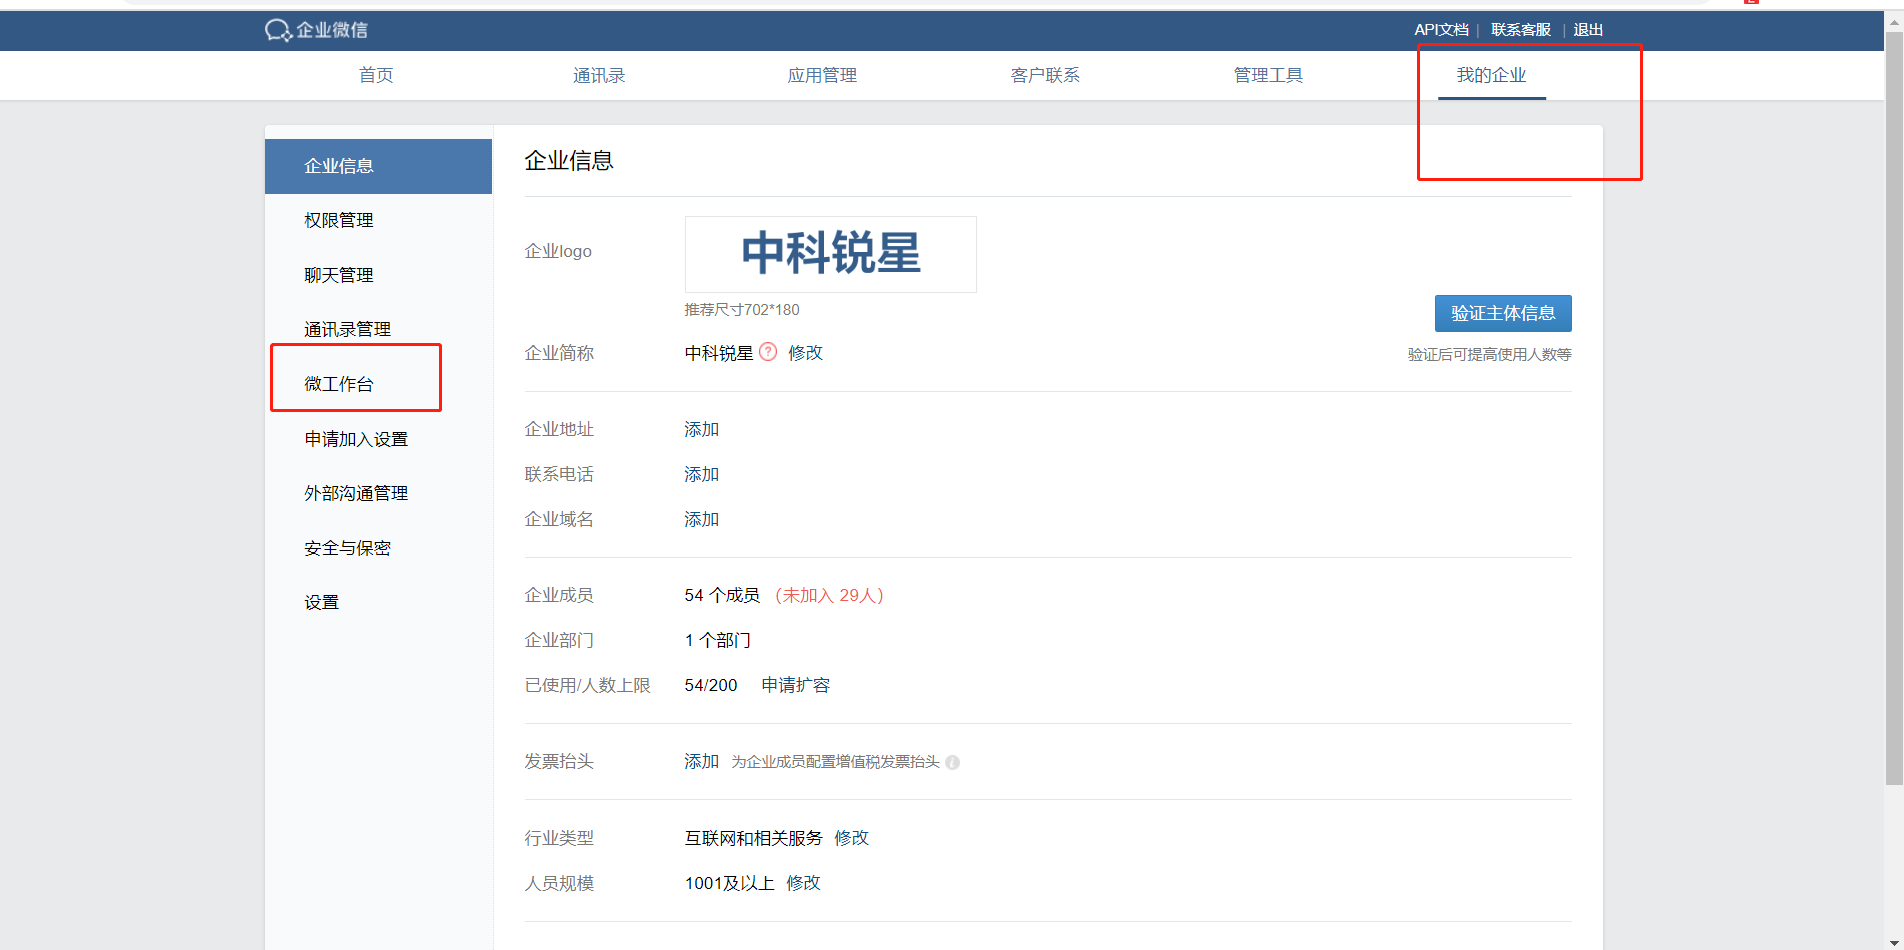 企业微信
API文档 | 联系客服 | 退出
首页 通讯录 应用管理 客户联系 管理工具 我的企业
企业信息
权限管理
聊天管理
通讯录管理
微工作台
申请加入设置
外部沟通管理
安全与保密
设置
企业信息
企业logo
中科锐星
推荐尺寸702*180
验证主体信息
验证后可提高使用人数等
企业简称 中科锐星 ? 修改
企业地址 添加
联系电话 添加
企业域名 添加
企业成员 54 个成员 (未加入 29人)
企业部门 1 个部门
已使用/人数上限 54/200 申请扩容
发票抬头 添加 为企业成员配置增值税发票抬头 i
行业类型 互联网和相关服务 修改
人员规模 1001及以上 修改